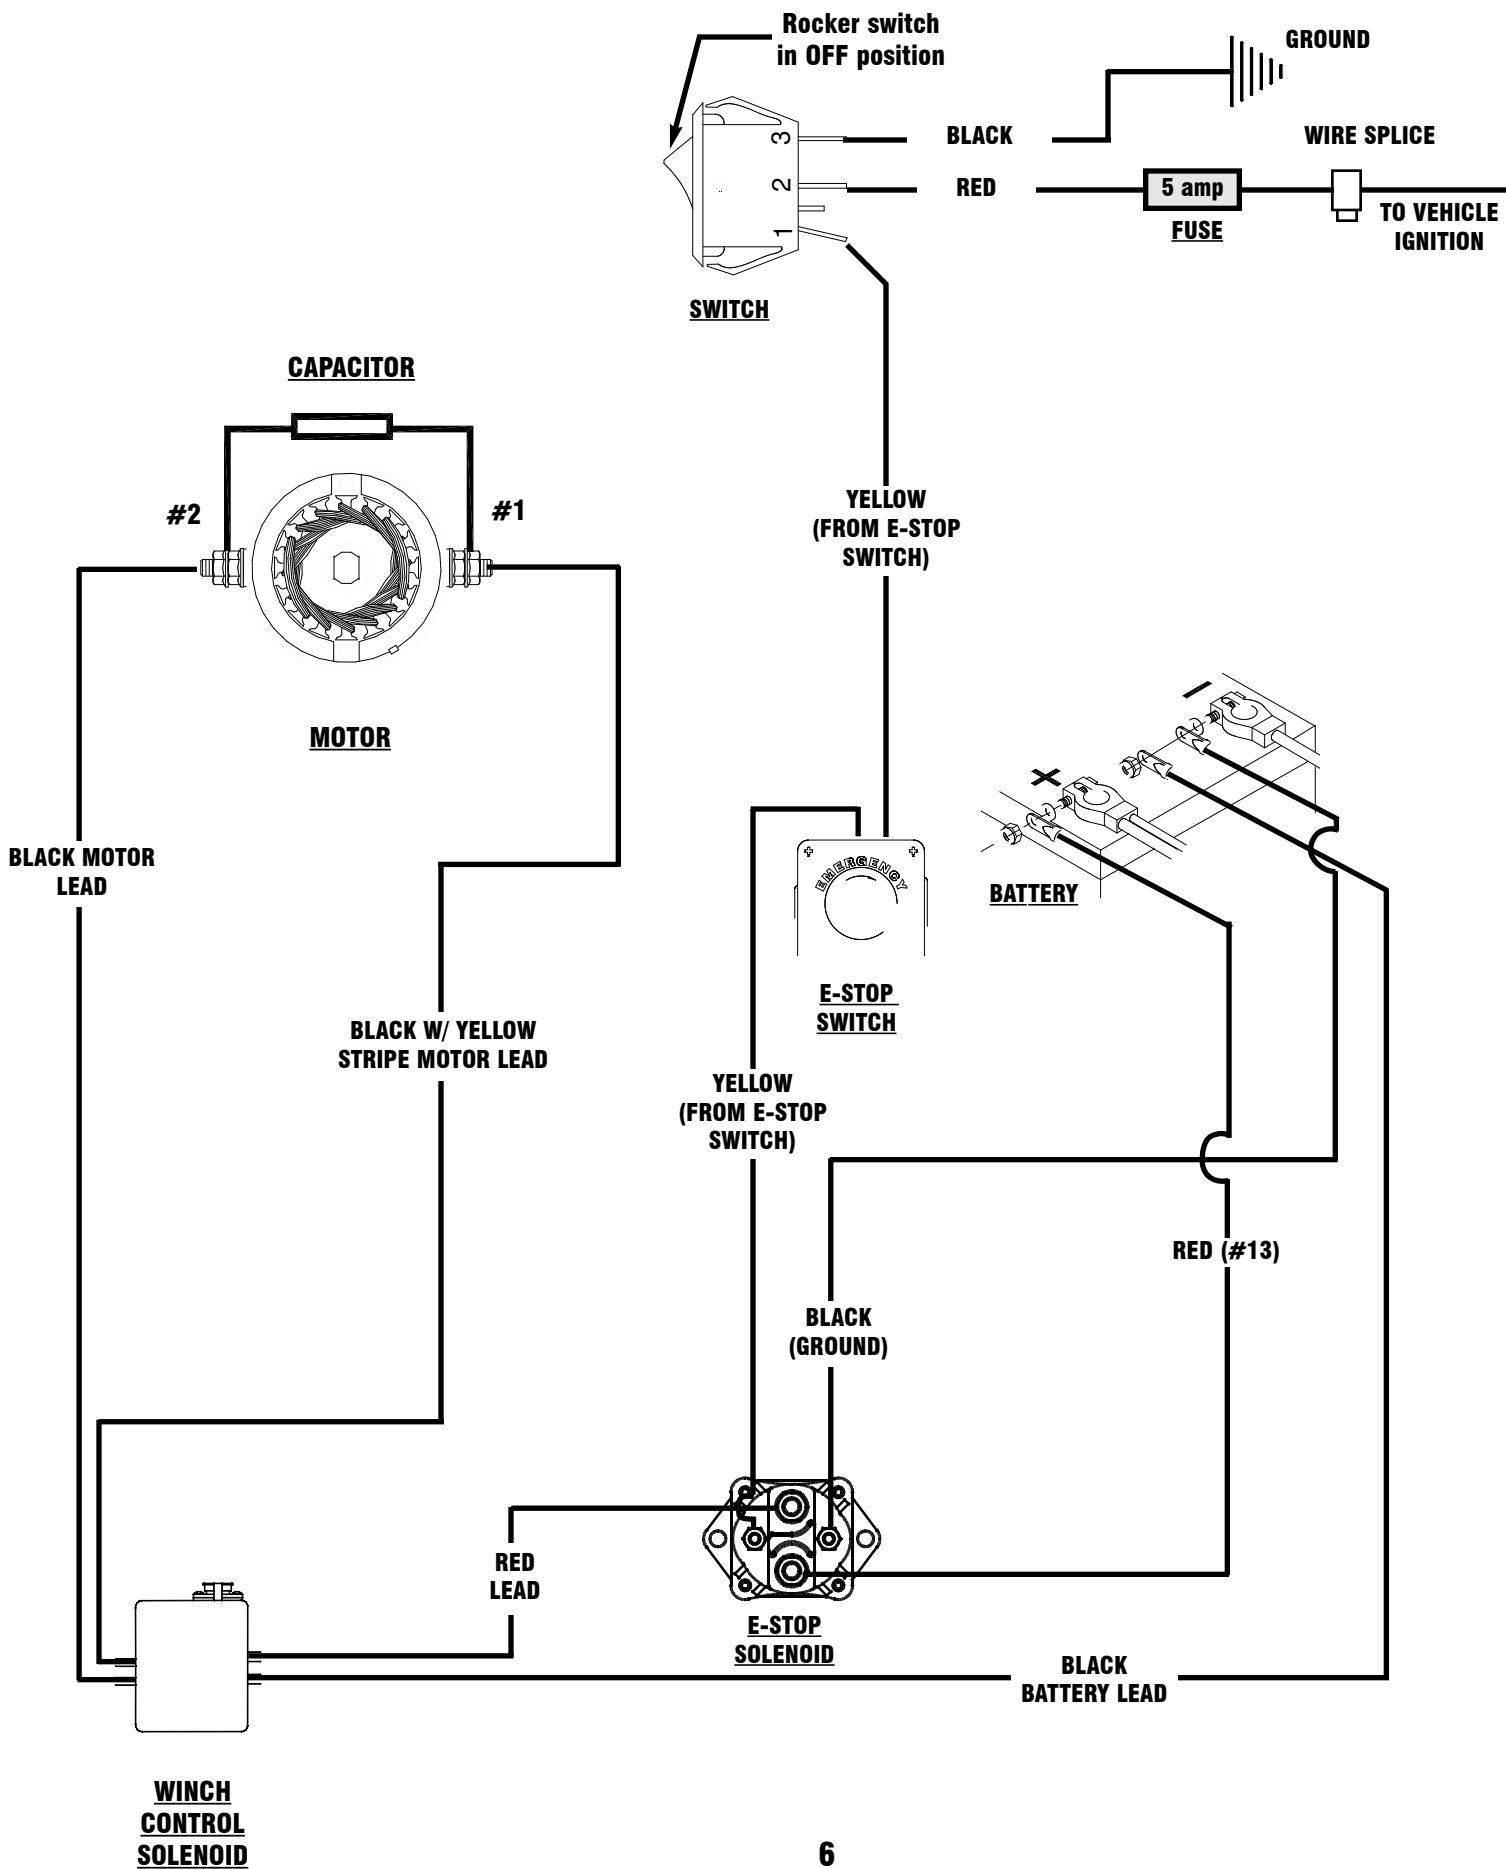 Rocker switch
in OFF position
GROUND
3
BLACK
WIRE SPLICE
2
RED
5 amp
FUSE
TO VEHICLE
IGNITION
1
SWITCH
CAPACITOR
#2
#1
YELLOW
(FROM E-STOP
SWITCH)
MOTOR
–
+
BLACK MOTOR
LEAD
EMERGENCY
BATTERY
E-STOP
SWITCH
BLACK W/ YELLOW
STRIPE MOTOR LEAD
YELLOW
(FROM E-STOP
SWITCH)
RED (#13)
BLACK
(GROUND)
RED
LEAD
E-STOP
SOLENOID
BLACK
BATTERY LEAD
WINCH
CONTROL
SOLENOID
6